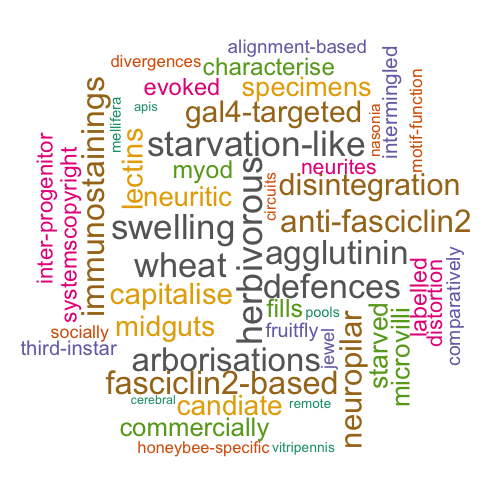 alignment-based
divergences
characterise
intermingled
evoked
specimens
motif-function
apis
gal4-targeted
mellifera
immunostainings
lectins
starvation-like
nasonia
myod
neurites
inter-progenitor
systemscopyright
neuritic
herbivorous
circuits
disintegration
swelling
anti-fasciclin2
wheat
agglutinin
defences
labelled
distortion
comparatively
capitalise
fills
pools
starved
microvilli
midguts
fruitfly
jewel
neuropilar
socially
third-instar
arborisations
fasciclin2-based
cerebral
candiate
remote
commercially
honeybee-specific
vitripennis